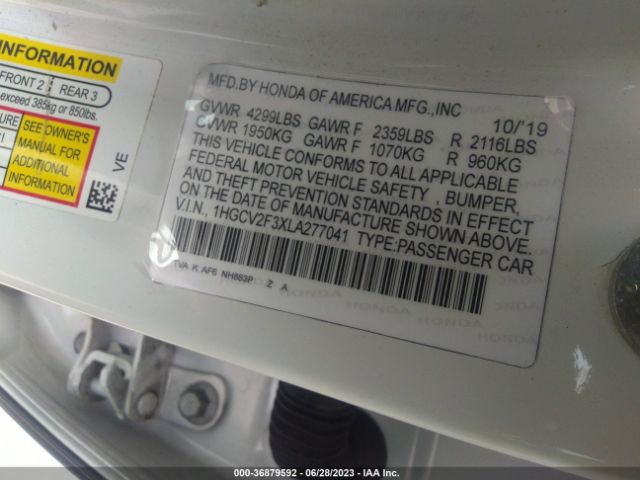 INFORMATION
FRONT 2 REAR 3
exceed 385kg or 850lbs.
SEE OWNER'S
MANUAL FOR
ADDITIONAL
INFORMATION
VE
MFD.BY HONDA OF AMERICA MFG.,INC 10/'19
GVWR 4299LBS GAWR F 2359LBS R 2116LBS
GVWR 1950KG GAWR F 1070KG R 960KG
THIS VEHICLE CONFORMS TO ALL APPLICABLE
FEDERAL MOTOR VEHICLE SAFETY , BUMPER,
AND THEFT PREVENTION STANDARDS IN EFFECT
ON THE DATE OF MANUFACTURE SHOWN ABOVE.
V.I.N., 1HGCV2F3XLA277041 TYPE:PASSENGER CAR
TVA K AF6 NH883P Z A
000-36879592 / 06/28/2023 - IAA Inc.